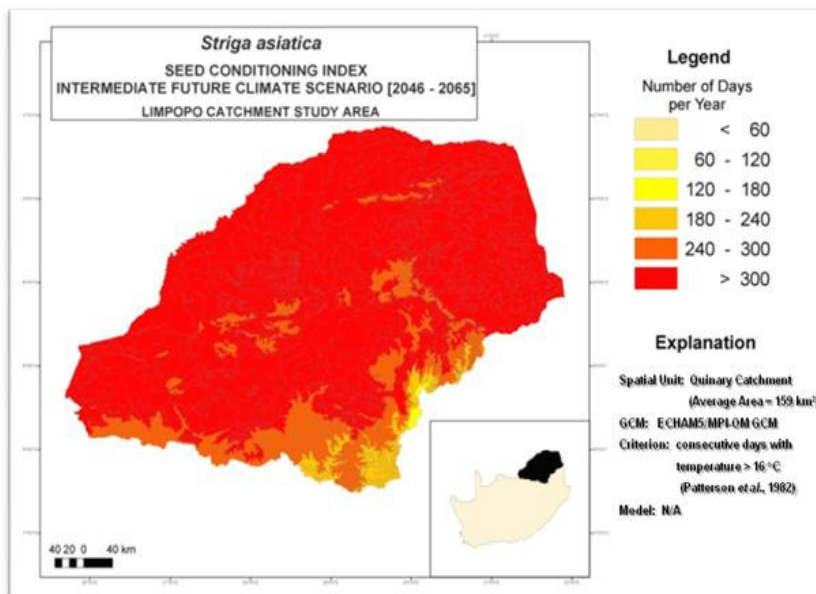 Striga asiatica
SEED CONDITIONING INDEX
INTERMEDIATE FUTURE CLIMATE SCENARIO [2046 - 2065]
LIMPOPO CATCHMENT STUDY AREA
40 20 0 40 km
Legend
Number of Days
per Year
< 60
60 - 120
120 - 180
180 - 240
240 - 300
> 300
Explanation
Spatial Unit: Quinary Catchment
(Average Area = 159 km²)
GCM: ECHAM5/MPI-OM GCM
Criterion: consecutive days with
temperature > 16 °C
(Patterson et al., 1982)
Model: N/A